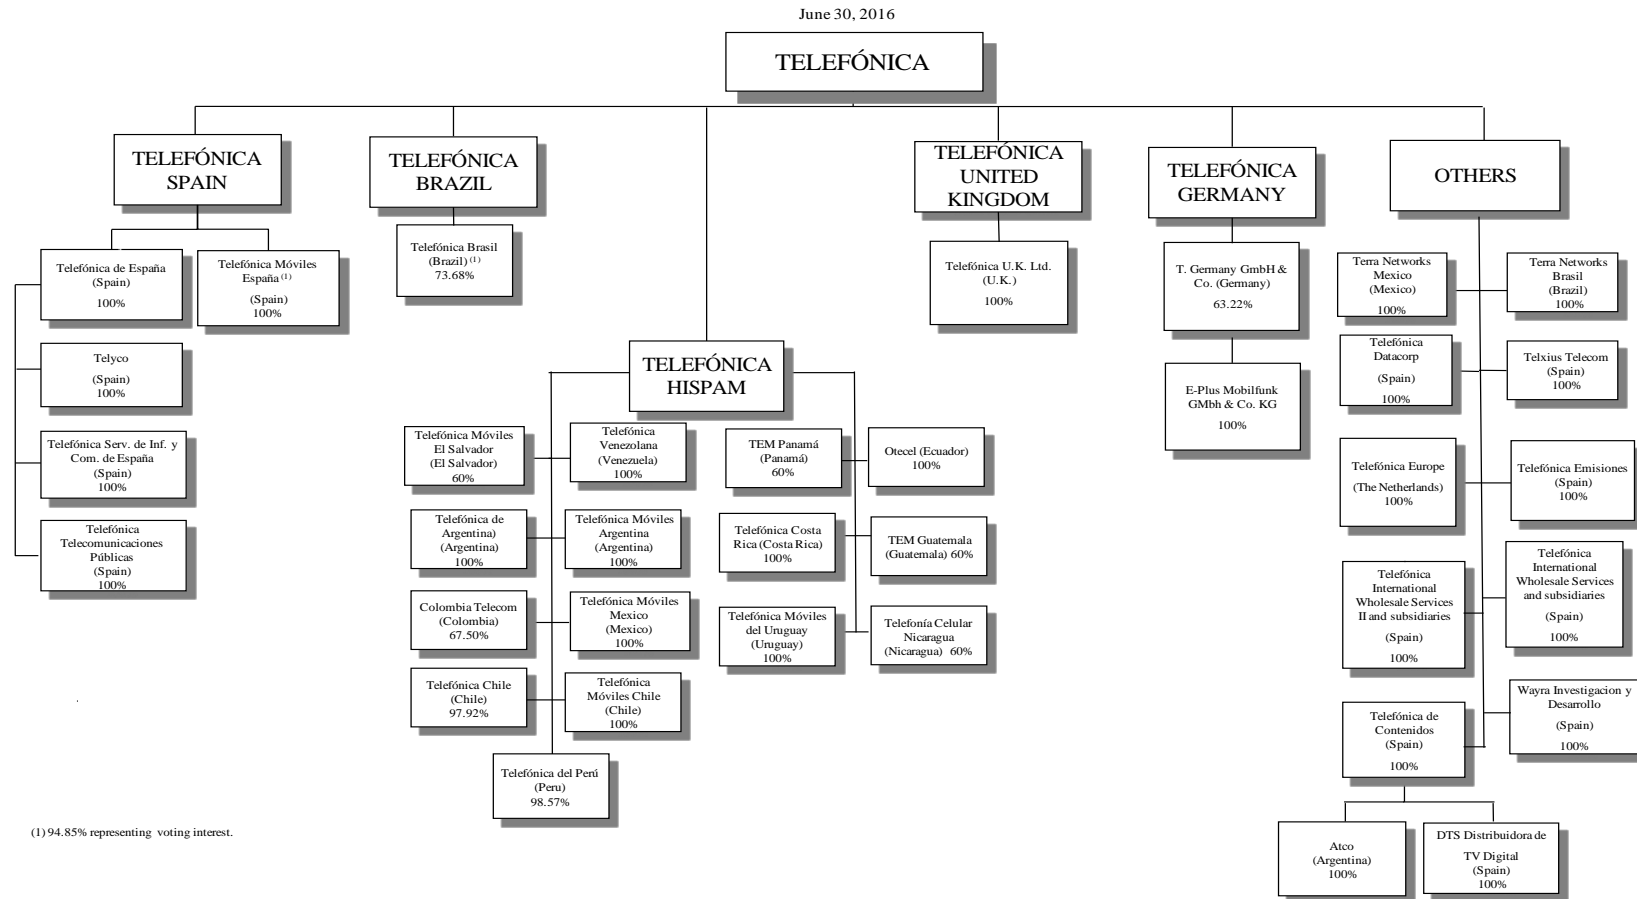 June 30, 2016
TELEFÓNICA
TELEFÓNICA
SPAIN
TELEFÓNICA
BRAZIL
TELEFÓNICA
UNITED
KINGDOM
TELEFÓNICA
GERMANY
OTHERS
Telefónica de España
(Spain)
100%
Telefónica Móviles
España (1)
(Spain)
100%
Telyco
(Spain)
100%
Telefónica Serv. de Inf. y
Com. de España
(Spain)
100%
Telefónica
Telecomunicaciones
Públicas
(Spain)
100%
Telefónica Brasil
(Brazil) (1)
73.68%
TELEFÓNICA
HISPAM
Telefónica Móviles
El Salvador
(El Salvador)
60%
Telefónica
Venezolana
(Venezuela)
100%
Telefónica de
Argentina)
(Argentina)
100%
Telefónica Móviles
Argentina
(Argentina)
100%
Colombia Telecom
(Colombia)
67.50%
Telefónica Móviles
Mexico
(Mexico)
100%
Telefónica Chile
(Chile)
97.92%
Telefónica
Móviles Chile
(Chile)
100%
Telefónica del Perú
(Peru)
98.57%
TEM Panamá
(Panamá)
60%
Otecel (Ecuador)
100%
Telefónica Costa
Rica (Costa Rica)
100%
TEM Guatemala
(Guatemala) 60%
Telefónica Móviles
del Uruguay
(Uruguay)
100%
Telefonía Celular
Nicaragua
(Nicaragua) 60%
Telefónica U.K. Ltd.
(U.K.)
100%
T. Germany GmbH &
Co. (Germany)
63.22%
E-Plus Mobilfunk
GMbh & Co. KG
100%
Terra Networks
Mexico
(Mexico)
100%
Terra Networks
Brasil
(Brazil)
100%
Telefónica
Datacorp
(Spain)
100%
Telxius Telecom
(Spain)
100%
Telefónica Europe
(The Netherlands)
100%
Telefónica Emisiones
(Spain)
100%
Telefónica
International
Wholesale Services
II and subsidiaries
(Spain)
100%
Telefónica
International
Wholesale Services
and subsidiaries
(Spain)
100%
Telefónica de
Contenidos
(Spain)
100%
Wayra Investigacion y
Desarrollo
(Spain)
100%
Atco
(Argentina)
100%
DTS Distribuidora de
TV Digital
(Spain)
100%
(1) 94.85% representing voting interest.